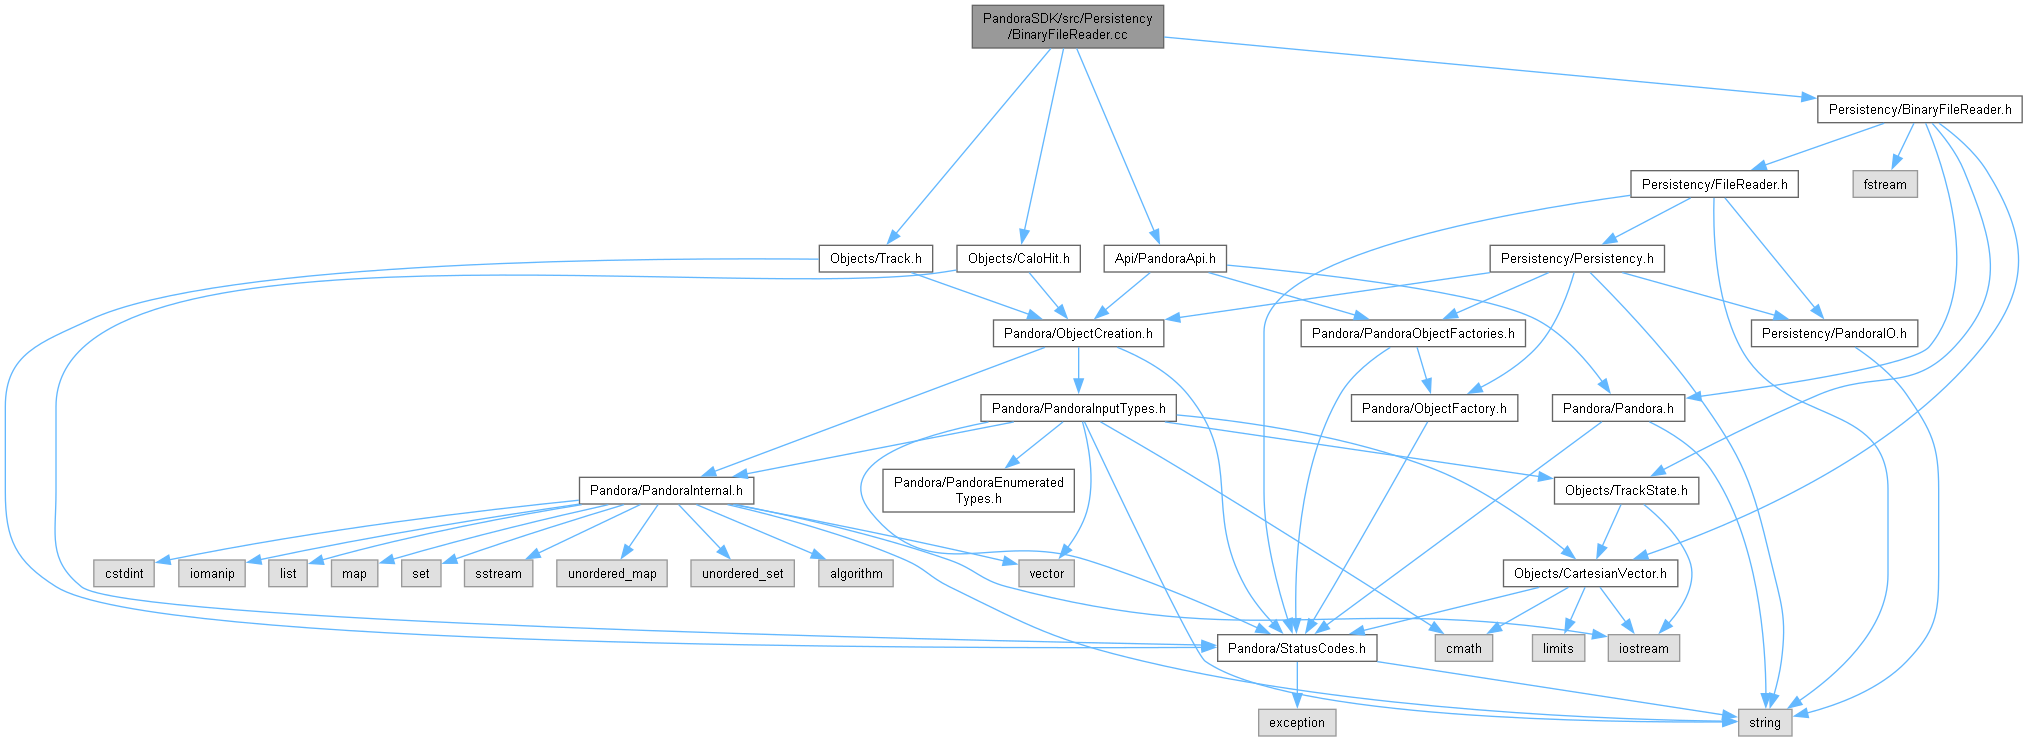 PandoraSDK/src/Persistency
/BinaryFileReader.cc
Persistency/BinaryFileReader.h
Persistency/FileReader.h
fstream
Objects/Track.h
Objects/CaloHit.h
Api/PandoraApi.h
Persistency/Persistency.h
Pandora/ObjectCreation.h
Pandora/PandoraObjectFactories.h
Persistency/PandoraIO.h
Pandora/PandoraInputTypes.h
Pandora/ObjectFactory.h
Pandora/Pandora.h
Pandora/PandoraInternal.h
Pandora/PandoraEnumerated
Types.h
Objects/TrackState.h
cstdint
iomanip
list
map
set
sstream
unordered_map
unordered_set
algorithm
vector
Objects/CartesianVector.h
Pandora/StatusCodes.h
cmath
limits
iostream
exception
string